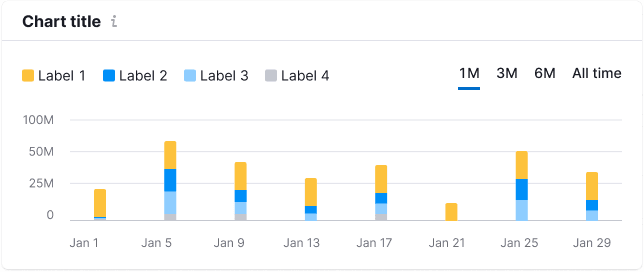 Chart title i
Label 1 Label 2 Label 3 Label 4 1M 3M 6M All time
100M
50M
25M
0
Jan 1 Jan 5 Jan 9 Jan 13 Jan 17 Jan 21 Jan 25 Jan 29